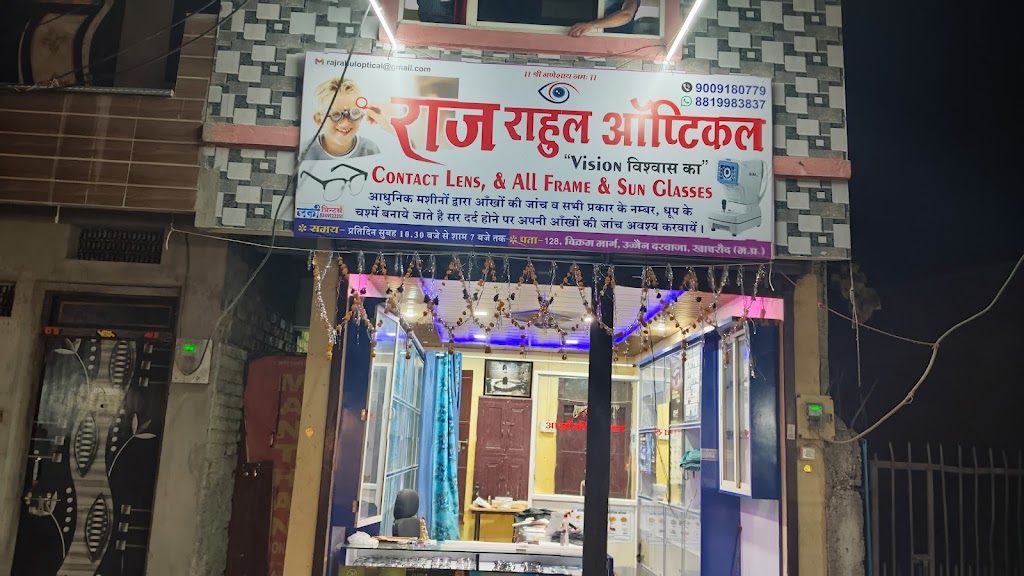 rajrahuloptical@gmail.com
।। श्री गणेशाय नमः ।।
9009180779
8819983837
राज राहुल ऑप्टिकल
"Vision विश्वास का"
CONTACT LENS, & ALL FRAME & SUN GLASSES
आधुनिक मशीनों द्वारा आँखों की जांच व सभी प्रकार के नम्बर, धूप के
चश्में बनाये जाते है सर दर्द होने पर अपनी आँखों की जांच अवश्य करवायें ।
समय- प्रतिदिन सुबह 10.30 बजे से शाम 7 बजे तक पता-128, विक्रम मार्ग, उज्जैन दरवाजा, खाचरौद (म.प्र.)